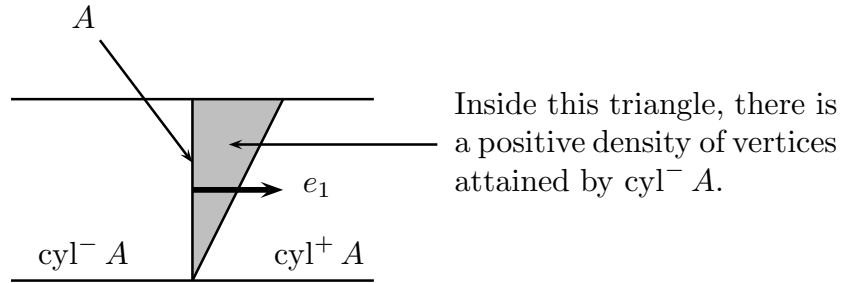 A
Inside this triangle, there is
a positive density of vertices
attained by cyl⁻ A.
e₁
cyl⁻ A
cyl⁺ A